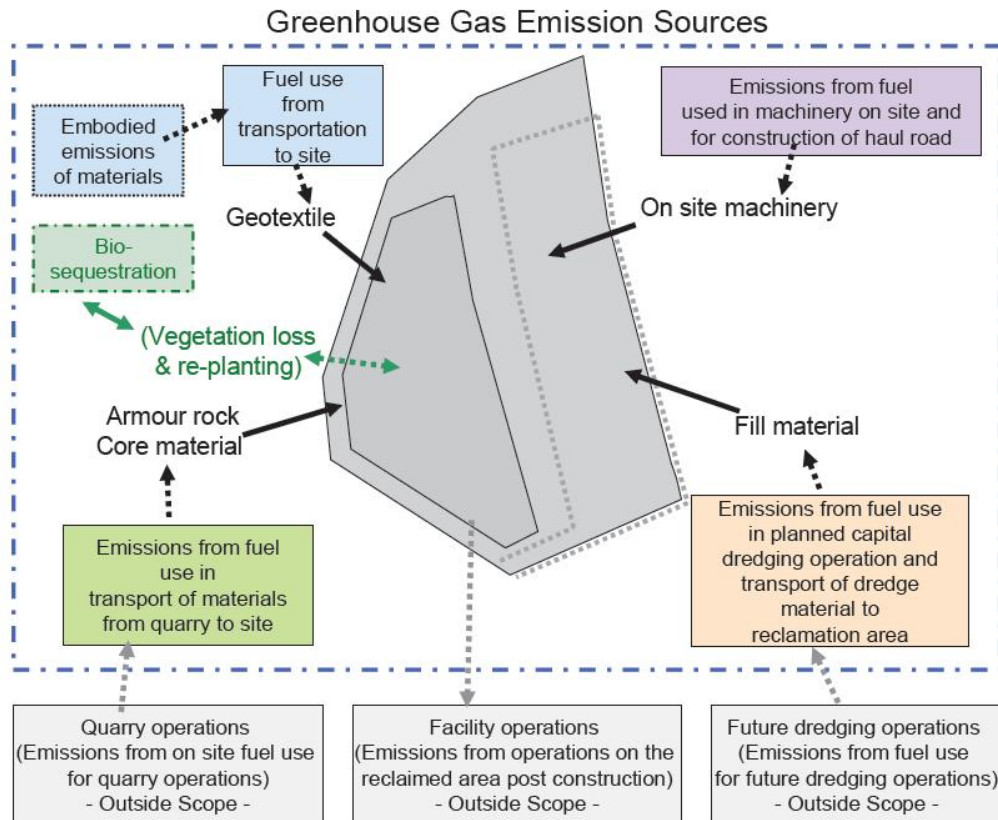 Greenhouse Gas Emission Sources
Embodied
emissions
of materials
Fuel use
from
transportation
to site
Emissions from fuel
used in machinery on site and
for construction of haul road
Geotextile
On site machinery
Bio-
sequestration
(Vegetation loss
& re-planting)
Armour rock
Core material
Fill material
Emissions from fuel
use in
transport of materials
from quarry to site
Emissions from fuel use
in planned capital
dredging operation and
transport of dredge
material to
reclamation area
Quarry operations
(Emissions from on site fuel use
for quarry operations)
- Outside Scope -
Facility operations
(Emissions from operations on the
reclaimed area post construction)
- Outside Scope -
Future dredging operations
(Emissions from fuel use
for future dredging operations)
- Outside Scope -